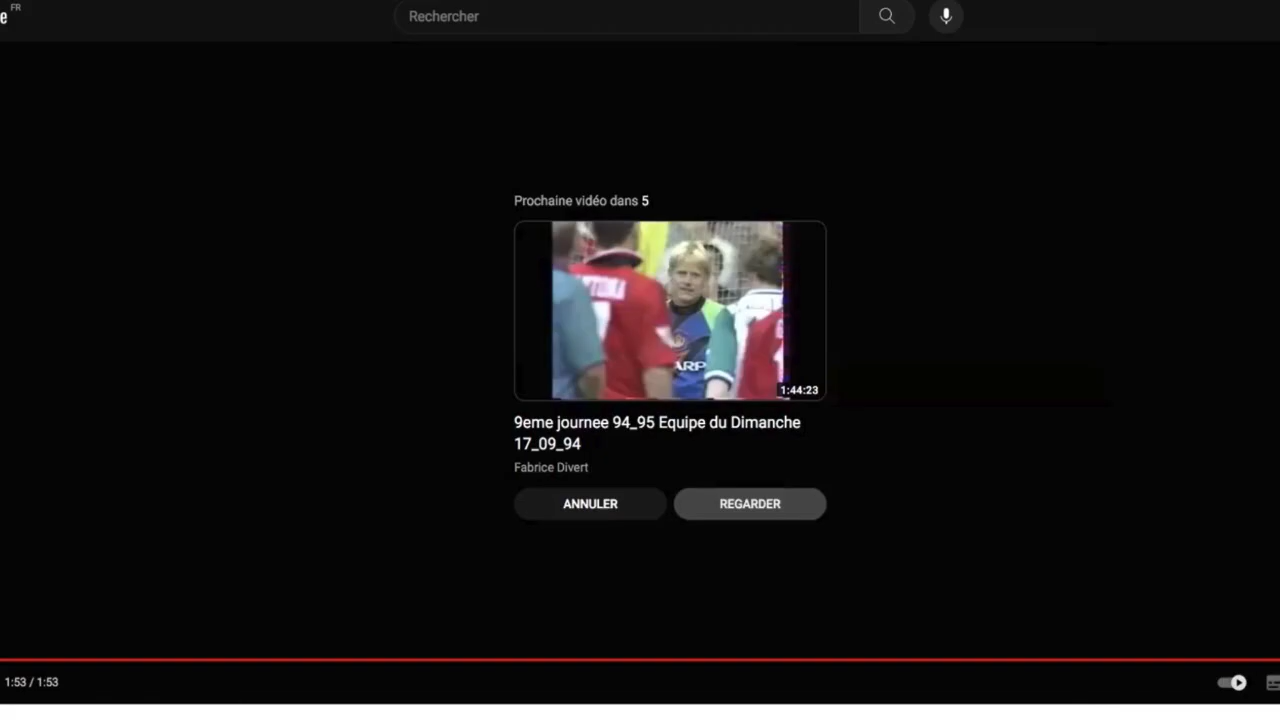 e FR
Rechercher
Prochaine vidéo dans 5
ARP
1:44:23
9eme journee 94_95 Equipe du Dimanche
17_09_94
Fabrice Divert
ANNULER
REGARDER
1:53 / 1:53